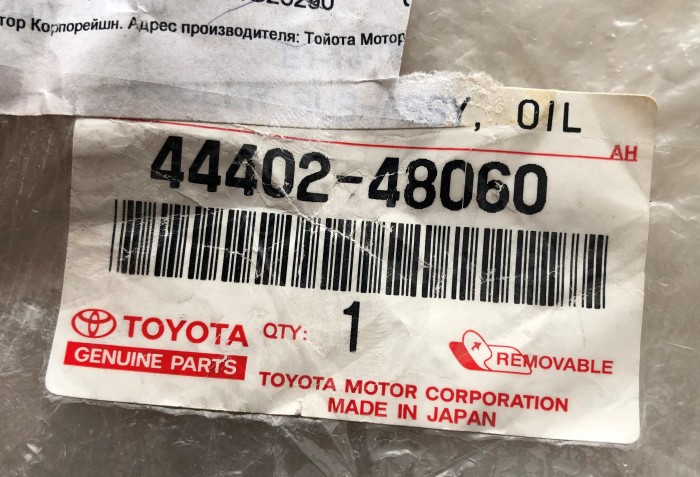 тор Корпорейшн. Адрес производителя: Тойота Мотор
ASSY, OIL
AH
44402-48060
TOYOTA
QTY: 1
GENUINE PARTS
REMOVABLE
TOYOTA MOTOR CORPORATION
MADE IN JAPAN